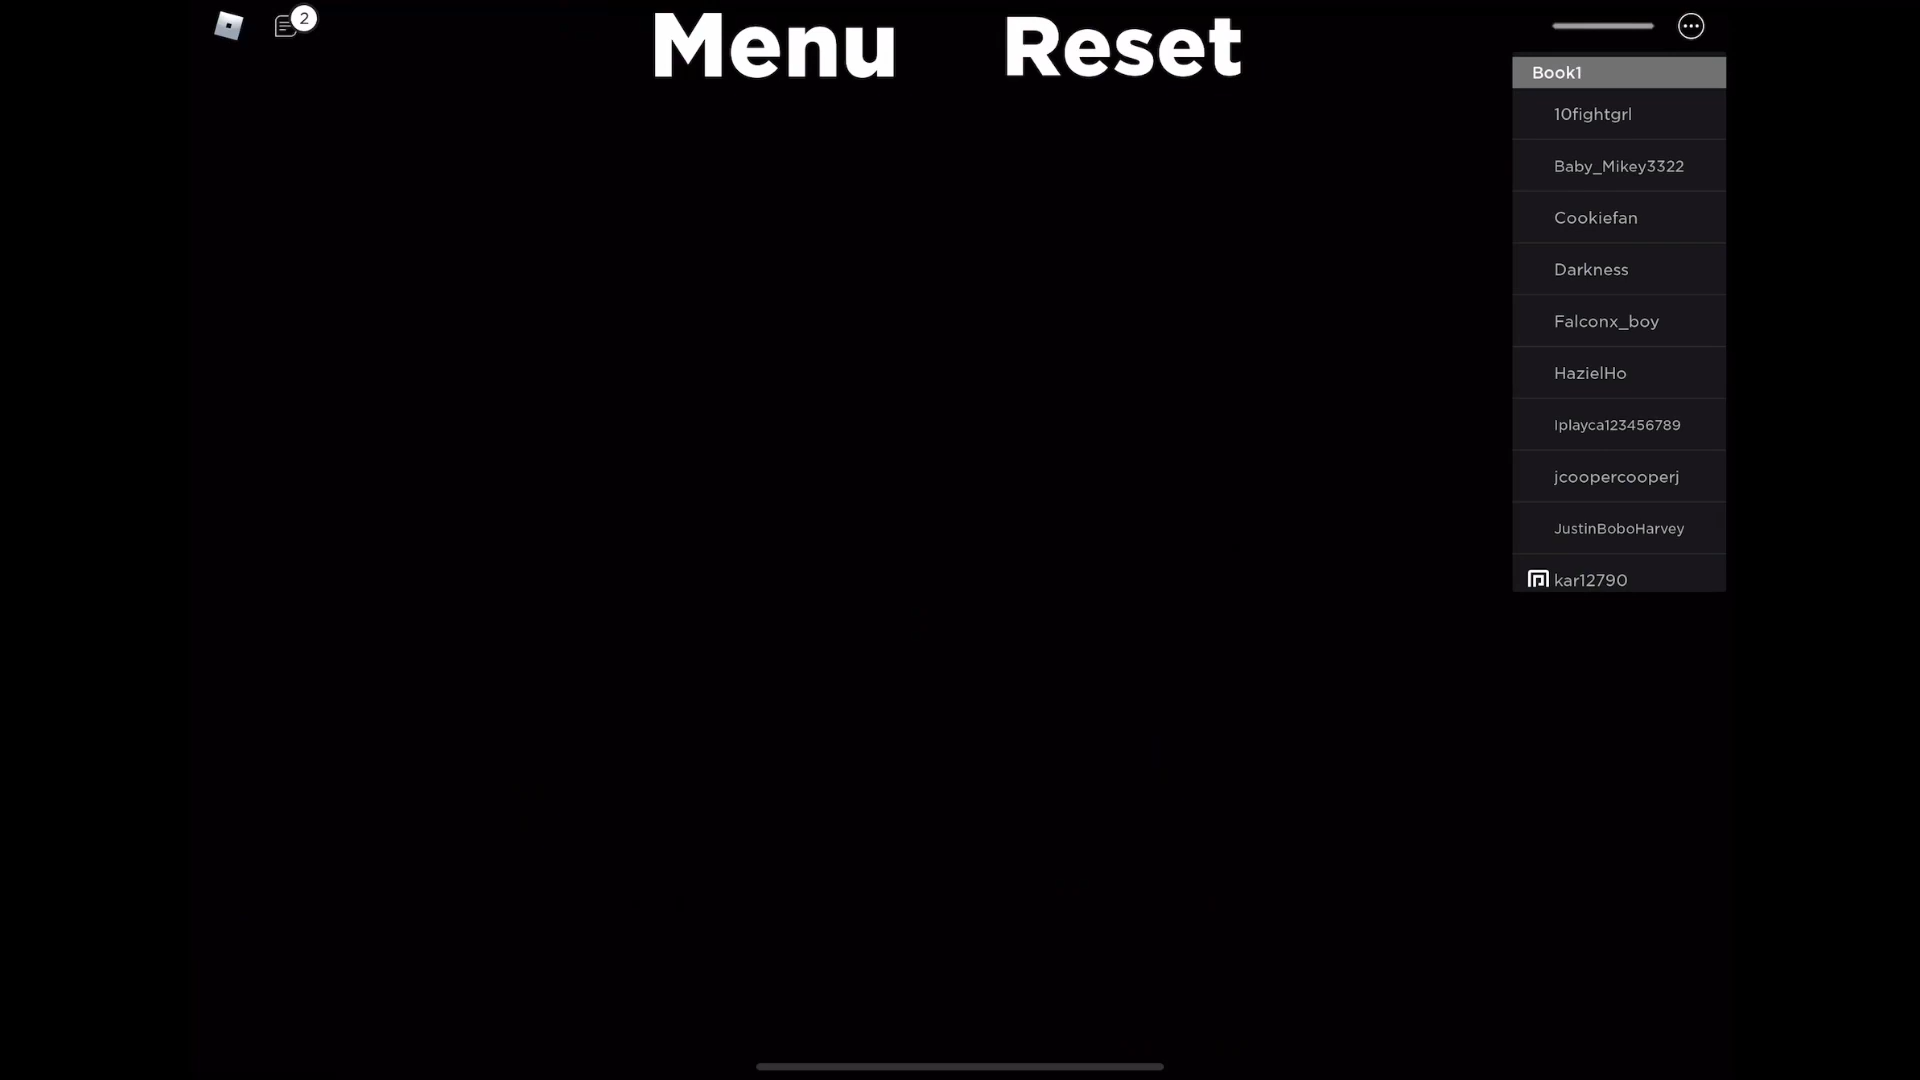 2
Menu Reset
Book1
10fightgrl
Baby_Mikey3322
Cookiefan
Darkness
Falconx_boy
HazielHo
Iplayca123456789
jcoopercooperj
JustinBoboHarvey
kar12790